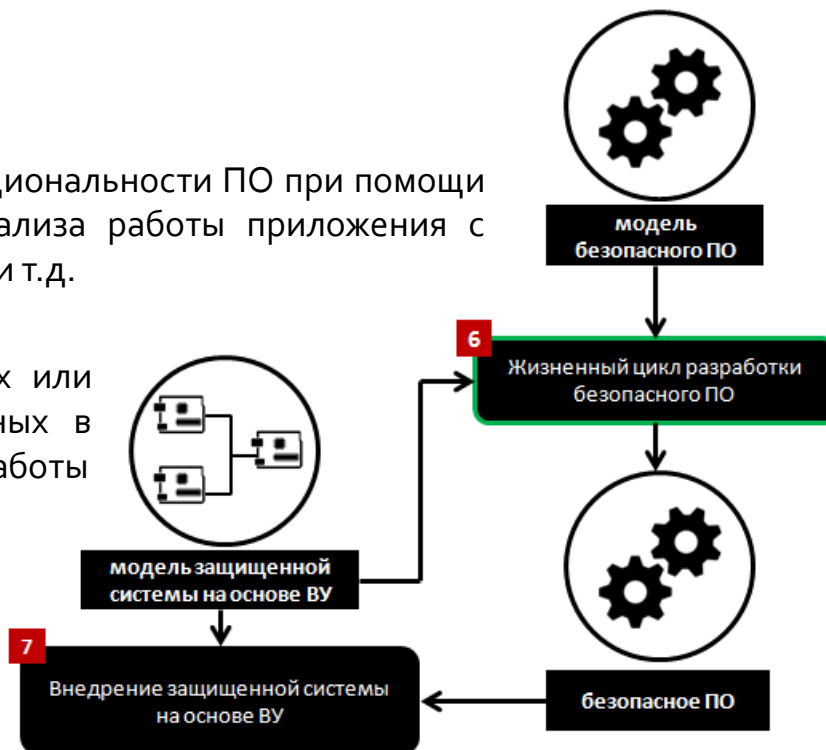 циональности ПО при помощи
ализа работы приложения с
и т.д.
х или
ных в
аботы
модель
безопасного ПО
6
Жизненный цикл разработки
безопасного ПО
модель защищенной
системы на основе ВУ
7
Внедрение защищенной системы
на основе ВУ
безопасное ПО